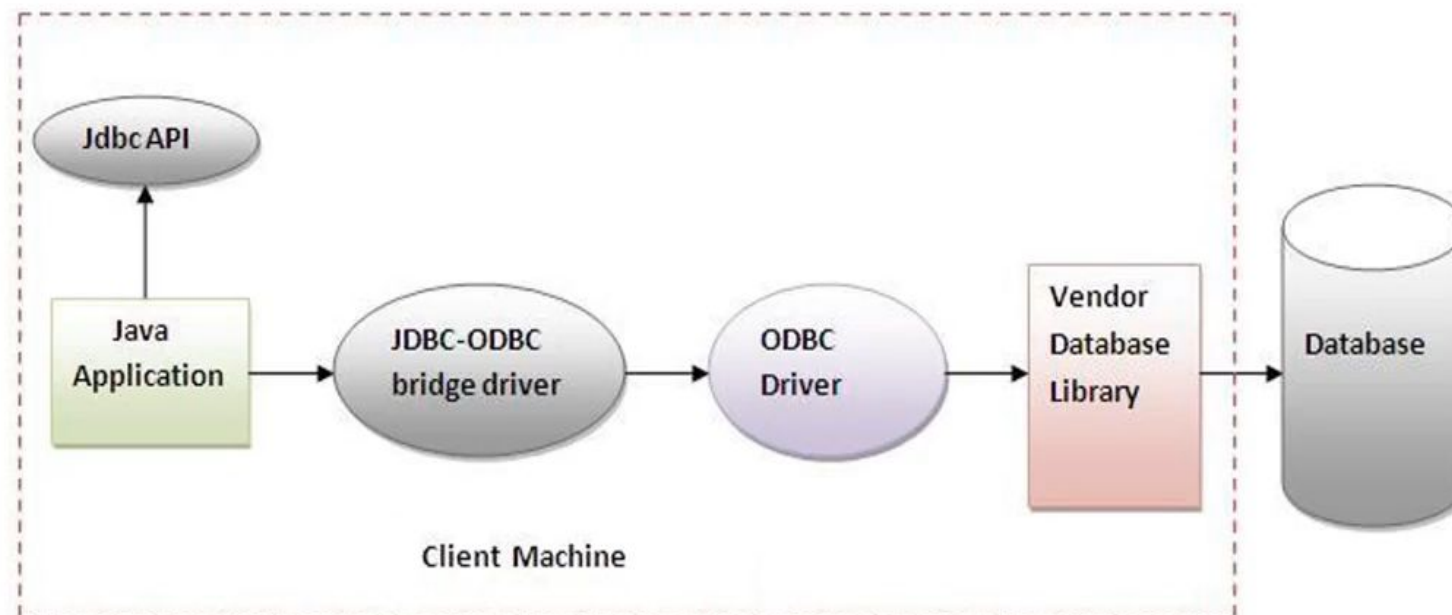 Jdbc API
Java
Application
JDBC-ODBC
bridge driver
ODBC
Driver
Vendor
Database
Library
Database
Client Machine